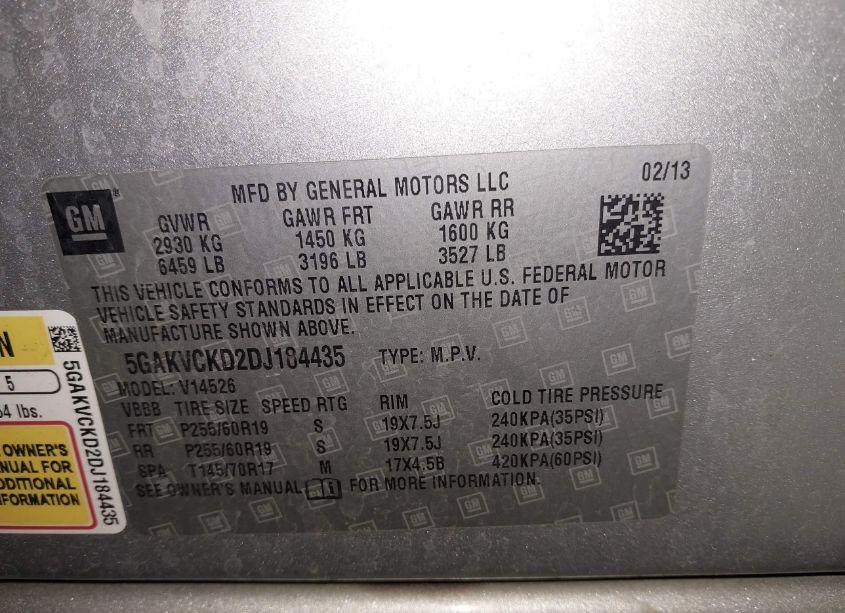 GM
MFD BY GENERAL MOTORS LLC 02/13
GVWR GAWR FRT GAWR RR
2930 KG 1450 KG 1600 KG
6459 LB 3196 LB 3527 LB
THIS VEHICLE CONFORMS TO ALL APPLICABLE U.S. FEDERAL MOTOR
VEHICLE SAFETY STANDARDS IN EFFECT ON THE DATE OF
MANUFACTURE SHOWN ABOVE.
5GAKVCKD2DJ184435 TYPE: M.P.V.
MODEL: V14526
VBBB TIRE SIZE SPEED RTG RIM COLD TIRE PRESSURE
FRT P255/60R19 S 19X7.5J 240KPA(35PSI)
RR P255/60R19 S 19X7.5J 240KPA(35PSI)
SPA T145/70R17 M 17X4.5B 420KPA(60PSI)
SEE OWNER'S MANUAL FOR MORE INFORMATION.
N
5
lbs.
OWNER'S
FOR
5GAKVCKD2DJ184435